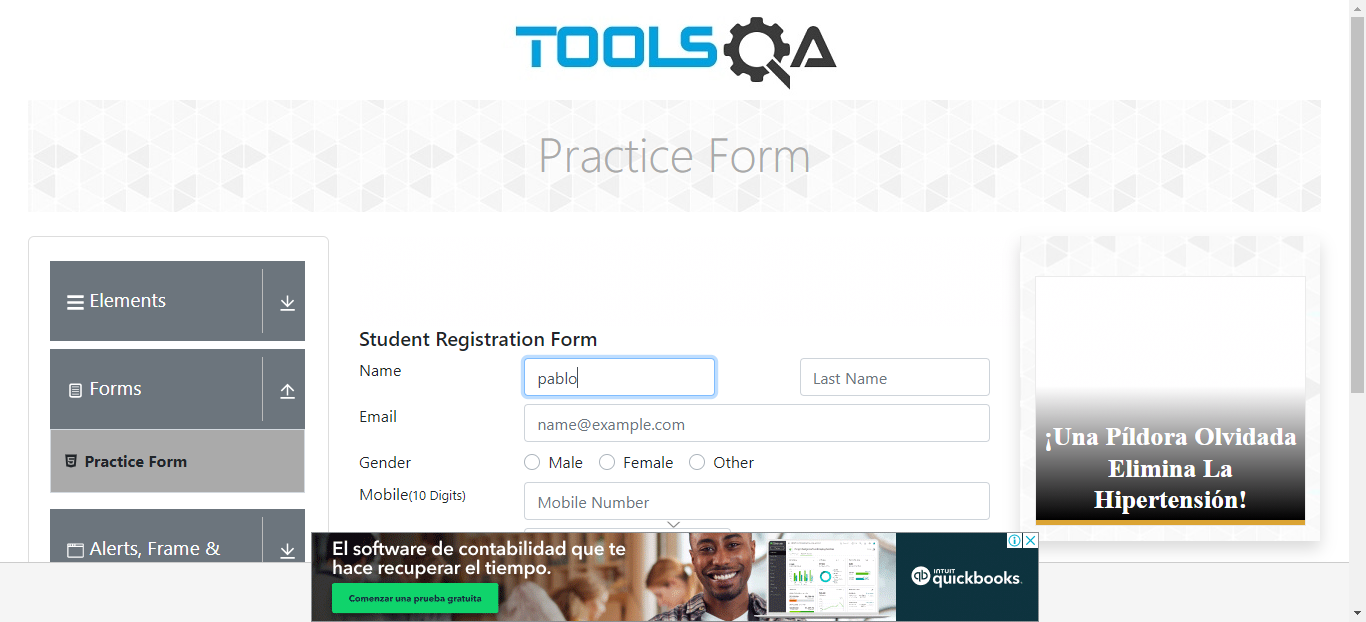 TOOLSQA
Practice Form
Elements
Forms
Practice Form
Alerts, Frame &
Student Registration Form
Name
pablo
Last Name
Email
name@example.com
Gender
Male
Female
Other
Mobile(10 Digits)
Mobile Number
¡Una Píldora Olvidada
Elimina La
Hipertensión!
El software de contabilidad que te
hace recuperar el tiempo.
Comenzar una prueba gratuita
INTUIT
quickbooks.